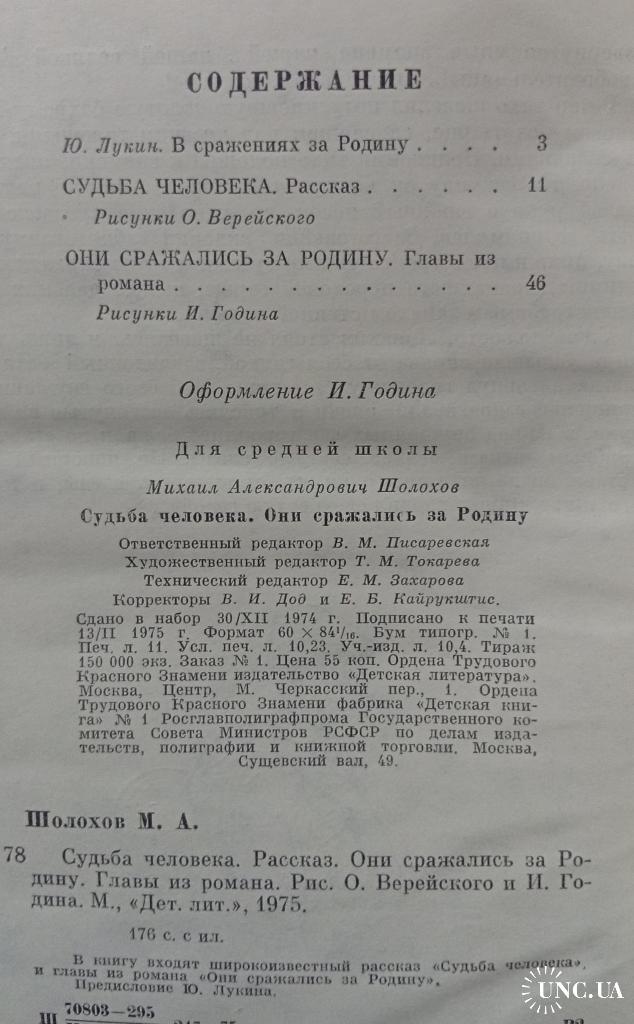 СОДЕРЖАНИЕ
Ю. Лукин. В сражениях за Родину . . . . 3
СУДЬБА ЧЕЛОВЕКА. Рассказ . . . . . . 11
Рисунки О. Верейского
ОНИ СРАЖАЛИСЬ ЗА РОДИНУ. Главы из
романа . . . . . . . . . . . . . . 46
Рисунки И. Година
Оформление И. Година
Для средней школы
Михаил Александрович Шолохов
Судьба человека. Они сражались за Родину
Ответственный редактор В. М. Писаревская
Художественный редактор Т. М. Токарева
Технический редактор Е. М. Захарова
Корректоры В. И. Дод и Е. Б. Кайрукштис.
Сдано в набор 30/XII 1974 г. Подписано к печати
13/II 1975 г. Формат 60 × 84¹/₁₆. Бум типогр. № 1.
Печ. л. 11. Усл. печ. л. 10,23. Уч.-изд. л. 10,4. Тираж
150 000 экз. Заказ № 1. Цена 55 коп. Ордена Трудового
Красного Знамени издательство «Детская литература».
Москва, Центр, М. Черкасский пер., 1. Ордена
Трудового Красного Знамени фабрика «Детская кни-
га» № 1 Росглавполиграфпрома Государственного ко-
митета Совета Министров РСФСР по делам изда-
тельств, полиграфии и книжной торговли. Москва,
Сущевский вал, 49.
Шолохов М. А.
78 Судьба человека. Рассказ. Они сражались за Ро-
дину. Главы из романа. Рис. О. Верейского и И. Го-
дина. М., «Дет. лит.», 1975.
176 с. с ил.
В книгу входят широкоизвестный рассказ «Судьба человека»,
и главы из романа «Они сражались за Родину».
Предисловие Ю. Лукина.
Ш 70803—295
UNC.UA